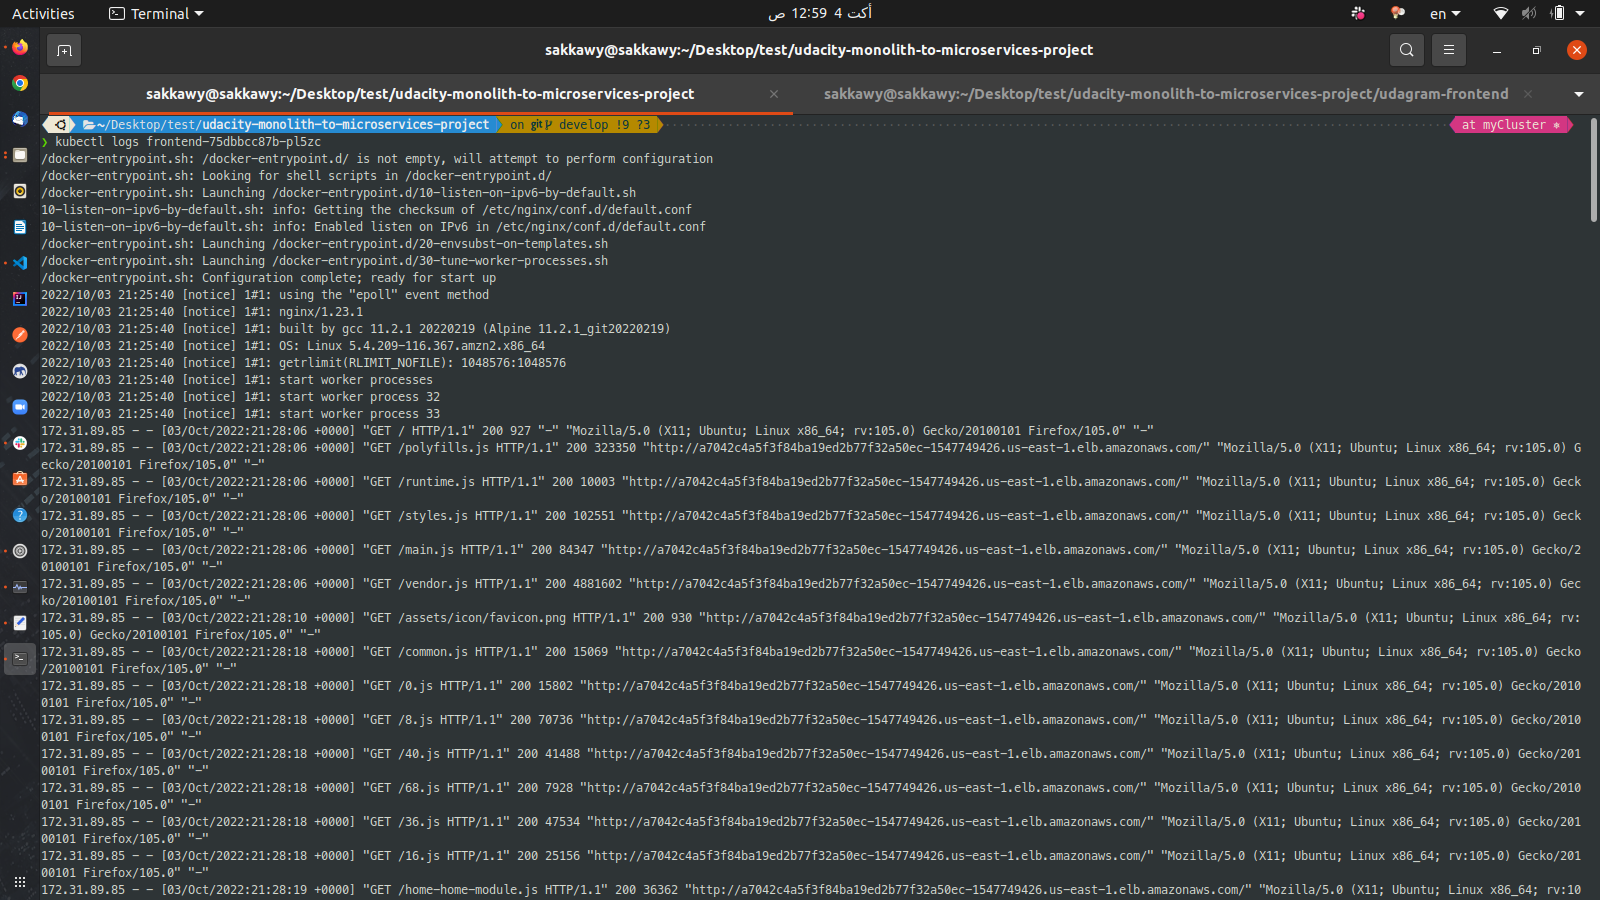 Activities
Terminal
أكت 4 12:59 ص
en
sakkawy@sakkawy:~/Desktop/test/udacity-monolith-to-microservices-project
sakkawy@sakkawy:~/Desktop/test/udacity-monolith-to-microservices-project
sakkawy@sakkawy:~/Desktop/test/udacity-monolith-to-microservices-project/udagram-frontend
~/Desktop/test/udacity-monolith-to-microservices-project on git develop !9 ?3 at myCluster
❯ kubectl logs frontend-75dbbcc87b-pl5zc
/docker-entrypoint.sh: /docker-entrypoint.d/ is not empty, will attempt to perform configuration
/docker-entrypoint.sh: Looking for shell scripts in /docker-entrypoint.d/
/docker-entrypoint.sh: Launching /docker-entrypoint.d/10-listen-on-ipv6-by-default.sh
10-listen-on-ipv6-by-default.sh: info: Getting the checksum of /etc/nginx/conf.d/default.conf
10-listen-on-ipv6-by-default.sh: info: Enabled listen on IPv6 in /etc/nginx/conf.d/default.conf
/docker-entrypoint.sh: Launching /docker-entrypoint.d/20-envsubst-on-templates.sh
/docker-entrypoint.sh: Launching /docker-entrypoint.d/30-tune-worker-processes.sh
/docker-entrypoint.sh: Configuration complete; ready for start up
2022/10/03 21:25:40 [notice] 1#1: using the "epoll" event method
2022/10/03 21:25:40 [notice] 1#1: nginx/1.23.1
2022/10/03 21:25:40 [notice] 1#1: built by gcc 11.2.1 20220219 (Alpine 11.2.1_git20220219)
2022/10/03 21:25:40 [notice] 1#1: OS: Linux 5.4.209-116.367.amzn2.x86_64
2022/10/03 21:25:40 [notice] 1#1: getrlimit(RLIMIT_NOFILE): 1048576:1048576
2022/10/03 21:25:40 [notice] 1#1: start worker processes
2022/10/03 21:25:40 [notice] 1#1: start worker process 32
2022/10/03 21:25:40 [notice] 1#1: start worker process 33
172.31.89.85 - - [03/Oct/2022:21:28:06 +0000] "GET / HTTP/1.1" 200 927 "-" "Mozilla/5.0 (X11; Ubuntu; Linux x86_64; rv:105.0) Gecko/20100101 Firefox/105.0" "-"
172.31.89.85 - - [03/Oct/2022:21:28:06 +0000] "GET /polyfills.js HTTP/1.1" 200 323350 "http://a7042c4a5f3f84ba19ed2b77f32a50ec-1547749426.us-east-1.elb.amazonaws.com/" "Mozilla/5.0 (X11; Ubuntu; Linux x86_64; rv:105.0) G
ecko/20100101 Firefox/105.0" "-"
172.31.89.85 - - [03/Oct/2022:21:28:06 +0000] "GET /runtime.js HTTP/1.1" 200 10003 "http://a7042c4a5f3f84ba19ed2b77f32a50ec-1547749426.us-east-1.elb.amazonaws.com/" "Mozilla/5.0 (X11; Ubuntu; Linux x86_64; rv:105.0) Geck
o/20100101 Firefox/105.0" "-"
172.31.89.85 - - [03/Oct/2022:21:28:06 +0000] "GET /styles.js HTTP/1.1" 200 102551 "http://a7042c4a5f3f84ba19ed2b77f32a50ec-1547749426.us-east-1.elb.amazonaws.com/" "Mozilla/5.0 (X11; Ubuntu; Linux x86_64; rv:105.0) Geck
o/20100101 Firefox/105.0" "-"
172.31.89.85 - - [03/Oct/2022:21:28:06 +0000] "GET /main.js HTTP/1.1" 200 84347 "http://a7042c4a5f3f84ba19ed2b77f32a50ec-1547749426.us-east-1.elb.amazonaws.com/" "Mozilla/5.0 (X11; Ubuntu; Linux x86_64; rv:105.0) Gecko/2
0100101 Firefox/105.0" "-"
172.31.89.85 - - [03/Oct/2022:21:28:06 +0000] "GET /vendor.js HTTP/1.1" 200 4881602 "http://a7042c4a5f3f84ba19ed2b77f32a50ec-1547749426.us-east-1.elb.amazonaws.com/" "Mozilla/5.0 (X11; Ubuntu; Linux x86_64; rv:105.0) Gec
ko/20100101 Firefox/105.0" "-"
172.31.89.85 - - [03/Oct/2022:21:28:10 +0000] "GET /assets/icon/favicon.png HTTP/1.1" 200 930 "http://a7042c4a5f3f84ba19ed2b77f32a50ec-1547749426.us-east-1.elb.amazonaws.com/" "Mozilla/5.0 (X11; Ubuntu; Linux x86_64; rv:
105.0) Gecko/20100101 Firefox/105.0" "-"
172.31.89.85 - - [03/Oct/2022:21:28:18 +0000] "GET /common.js HTTP/1.1" 200 15069 "http://a7042c4a5f3f84ba19ed2b77f32a50ec-1547749426.us-east-1.elb.amazonaws.com/" "Mozilla/5.0 (X11; Ubuntu; Linux x86_64; rv:105.0) Gecko
/20100101 Firefox/105.0" "-"
172.31.89.85 - - [03/Oct/2022:21:28:18 +0000] "GET /0.js HTTP/1.1" 200 15802 "http://a7042c4a5f3f84ba19ed2b77f32a50ec-1547749426.us-east-1.elb.amazonaws.com/" "Mozilla/5.0 (X11; Ubuntu; Linux x86_64; rv:105.0) Gecko/2010
0101 Firefox/105.0" "-"
172.31.89.85 - - [03/Oct/2022:21:28:18 +0000] "GET /8.js HTTP/1.1" 200 70736 "http://a7042c4a5f3f84ba19ed2b77f32a50ec-1547749426.us-east-1.elb.amazonaws.com/" "Mozilla/5.0 (X11; Ubuntu; Linux x86_64; rv:105.0) Gecko/2010
0101 Firefox/105.0" "-"
172.31.89.85 - - [03/Oct/2022:21:28:18 +0000] "GET /40.js HTTP/1.1" 200 41488 "http://a7042c4a5f3f84ba19ed2b77f32a50ec-1547749426.us-east-1.elb.amazonaws.com/" "Mozilla/5.0 (X11; Ubuntu; Linux x86_64; rv:105.0) Gecko/201
00101 Firefox/105.0" "-"
172.31.89.85 - - [03/Oct/2022:21:28:18 +0000] "GET /68.js HTTP/1.1" 200 7928 "http://a7042c4a5f3f84ba19ed2b77f32a50ec-1547749426.us-east-1.elb.amazonaws.com/" "Mozilla/5.0 (X11; Ubuntu; Linux x86_64; rv:105.0) Gecko/2010
0101 Firefox/105.0" "-"
172.31.89.85 - - [03/Oct/2022:21:28:18 +0000] "GET /36.js HTTP/1.1" 200 47534 "http://a7042c4a5f3f84ba19ed2b77f32a50ec-1547749426.us-east-1.elb.amazonaws.com/" "Mozilla/5.0 (X11; Ubuntu; Linux x86_64; rv:105.0) Gecko/201
00101 Firefox/105.0" "-"
172.31.89.85 - - [03/Oct/2022:21:28:18 +0000] "GET /16.js HTTP/1.1" 200 25156 "http://a7042c4a5f3f84ba19ed2b77f32a50ec-1547749426.us-east-1.elb.amazonaws.com/" "Mozilla/5.0 (X11; Ubuntu; Linux x86_64; rv:105.0) Gecko/201
00101 Firefox/105.0" "-"
172.31.89.85 - - [03/Oct/2022:21:28:19 +0000] "GET /home-home-module.js HTTP/1.1" 200 36362 "http://a7042c4a5f3f84ba19ed2b77f32a50ec-1547749426.us-east-1.elb.amazonaws.com/" "Mozilla/5.0 (X11; Ubuntu; Linux x86_64; rv:10